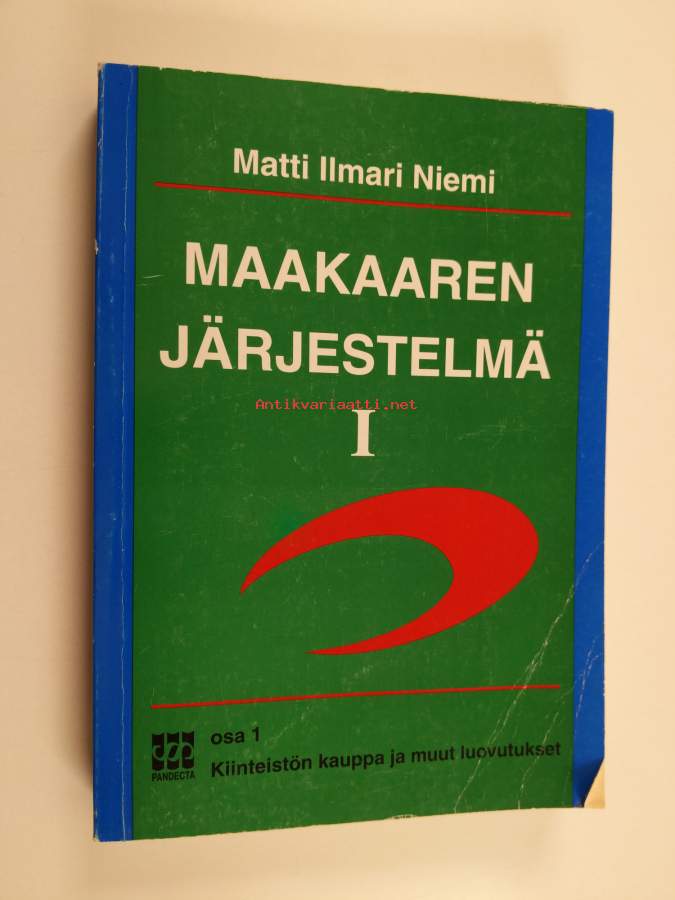 Matti Ilmari Niemi
MAAKAAREN
JÄRJESTELMÄ
Antikvariaatti.net
I
osa 1
Kiinteistön kauppa ja muut luovutukset
PANDECTA